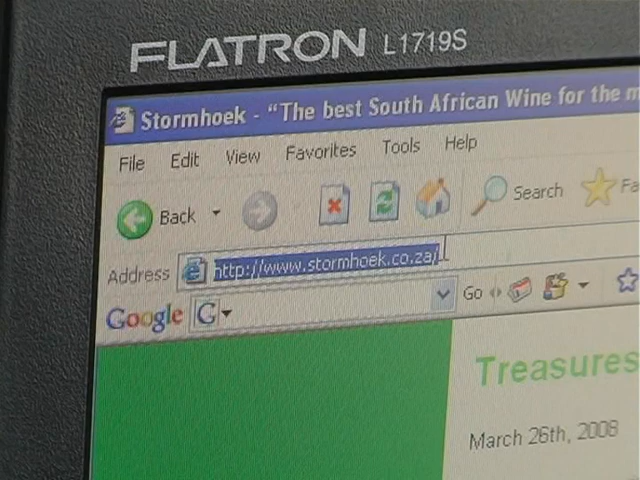 FLATRON L1719S
Stormhoek - "The best South African Wine for the m
File Edit View Favorites Tools Help
Back Search Fa
Address http://www.stormhoek.co.za/
Google G Go
Treasures
March 26th, 2008